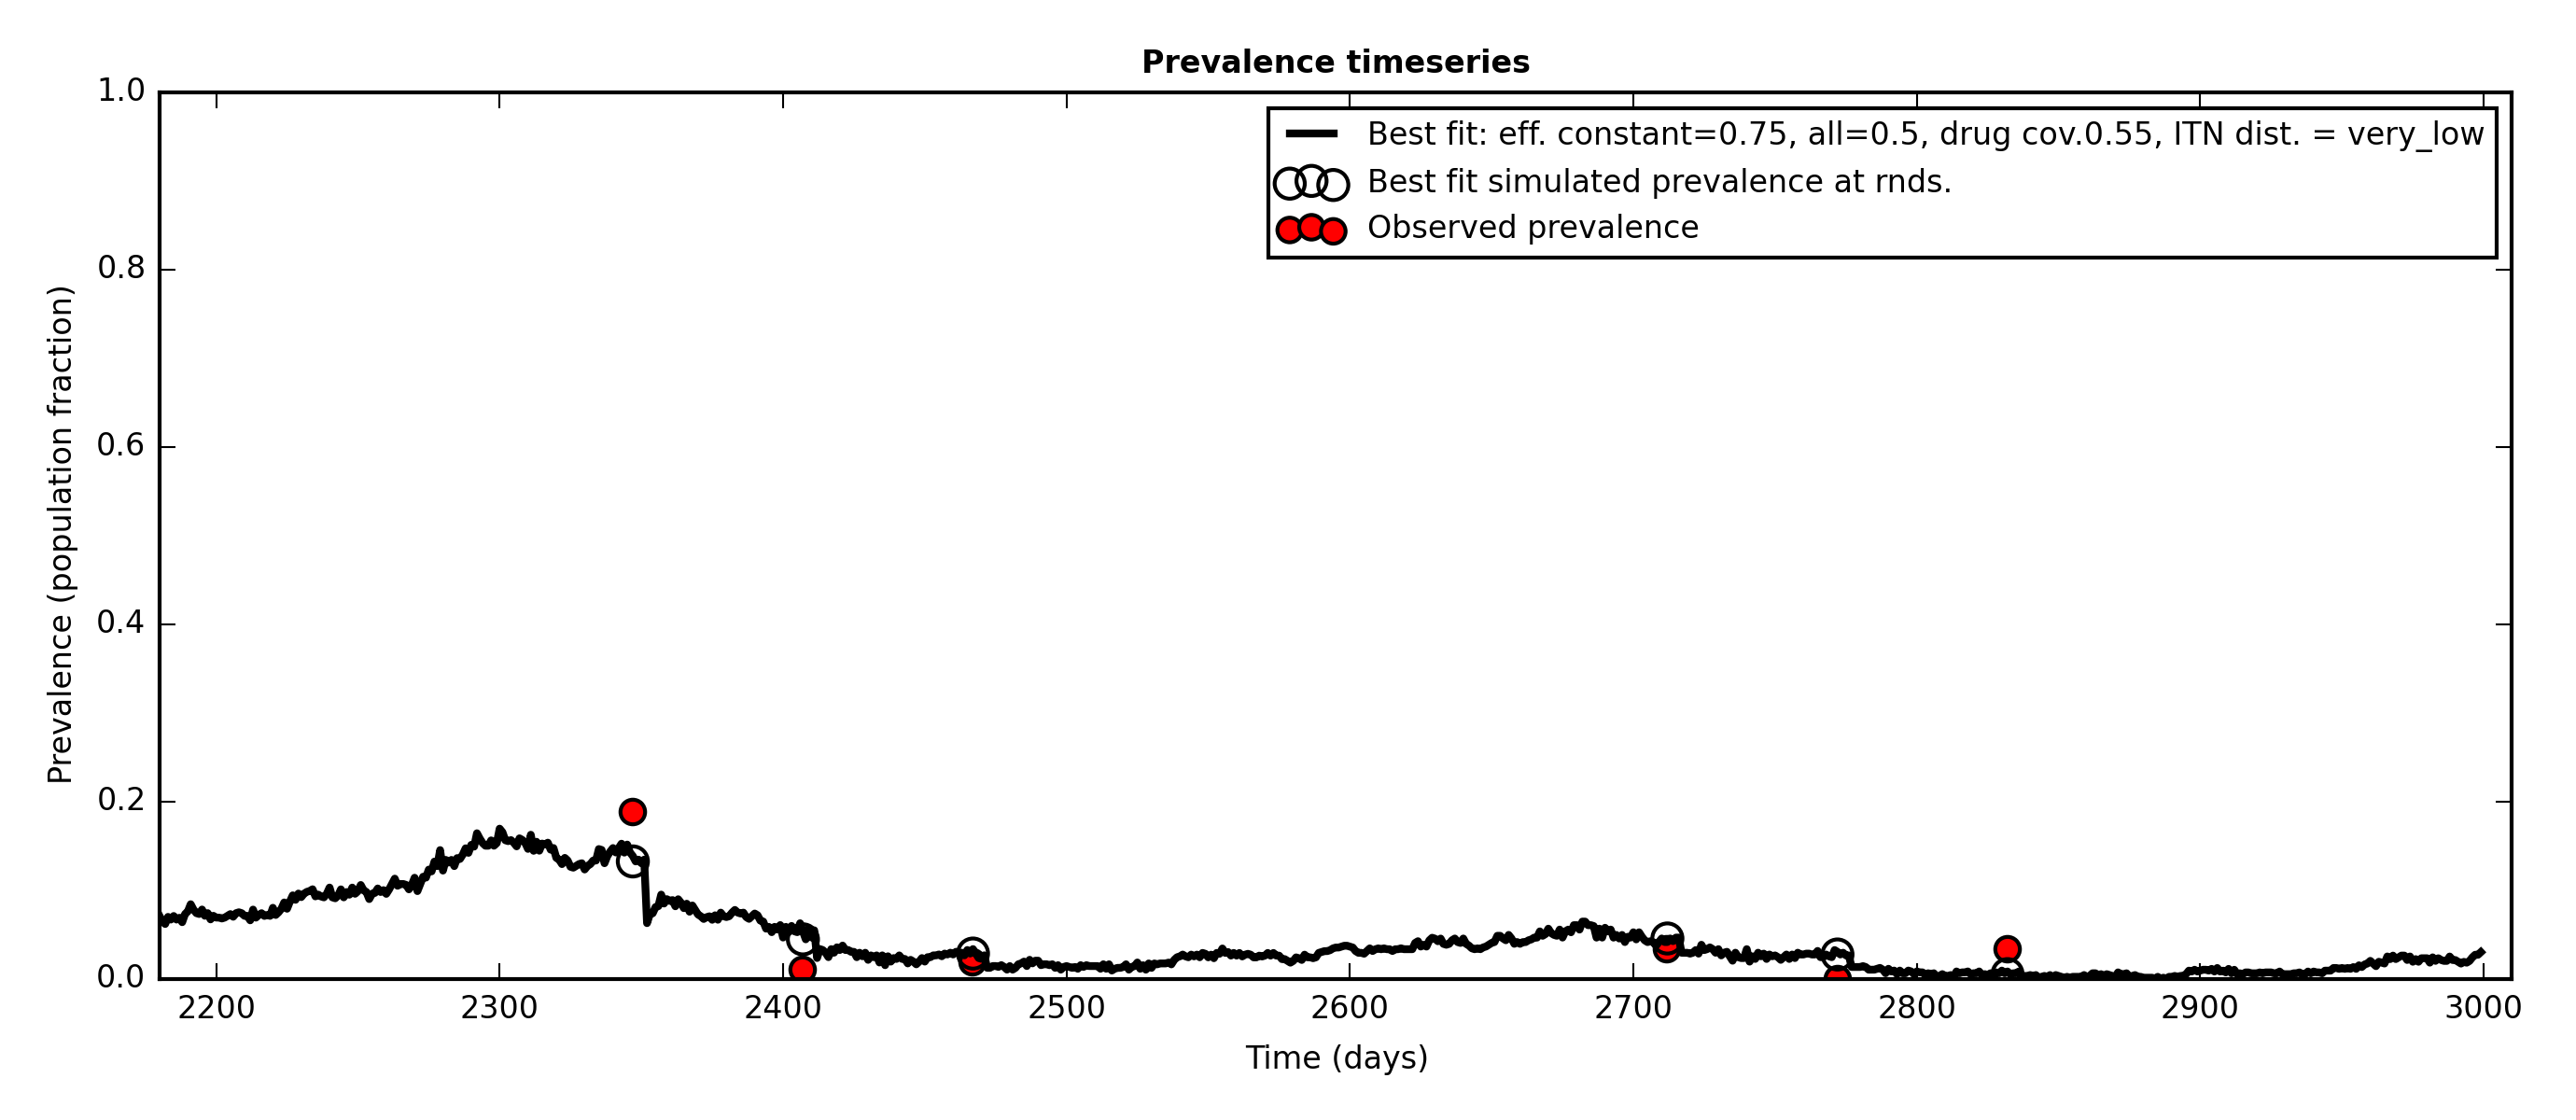 Prevalence timeseries
Best fit: eff. constant=0.75, all=0.5, drug cov.0.55, ITN dist. = very_low
Best fit simulated prevalence at rnds.
Observed prevalence
Prevalence (population fraction)
1.0
0.8
0.6
0.4
0.2
0.0
2200 2300 2400 2500 2600 2700 2800 2900 3000
Time (days)